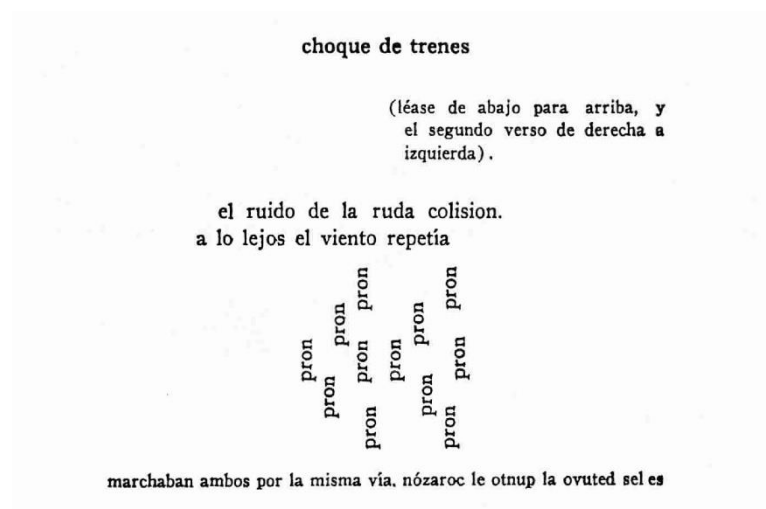 choque de trenes
(léase de abajo para arriba, y
el segundo verso de derecha a
izquierda).
el ruido de la ruda colision.
a lo lejos el viento repetía
pron pron
pron pron
pron pron pron pron
pron pron
pron pron
marchaban ambos por la misma vía. nózaroc le otnup la ovuted sel es